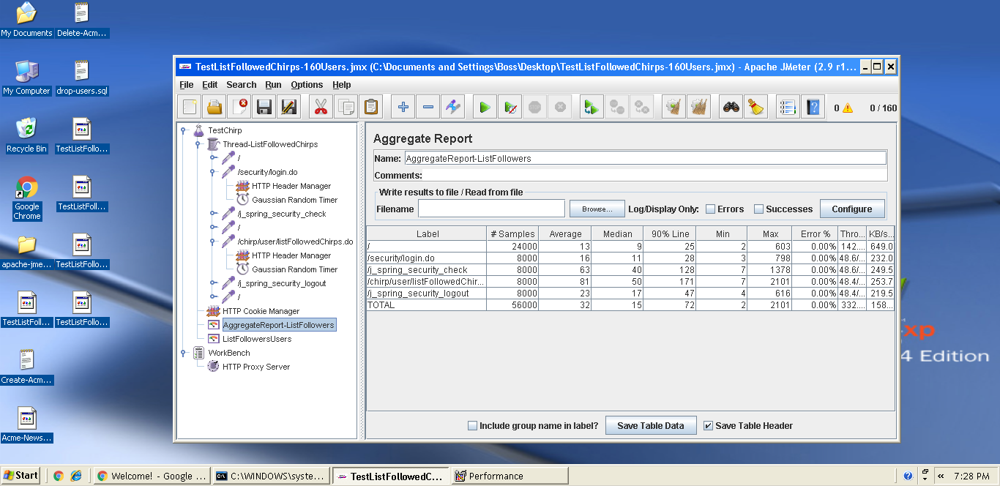 My Documents
Delete-Acm...
My Computer
drop-users.sql
Recycle Bin
TestListFollo...
Google
Chrome
TestListFoll...
apache-jme...
TestListFollo...
TestListFoll...
TestListFollo...
Create-Acm...
Acme-News...
TestListFollowedChirps-160Users.jmx (C:\Documents and Settings\Boss\Desktop\TestListFollowedChirps-160Users.jmx) - Apache JMeter (2.9 r1...
File Edit Search Run Options Help
0 0 / 160
TestChirp
Thread-ListFollowedChirps
/
/security/login.do
HTTP Header Manager
Gaussian Random Timer
/j_spring_security_check
/
/chirp/user/listFollowedChirps.do
HTTP Header Manager
Gaussian Random Timer
/j_spring_security_logout
/
HTTP Cookie Manager
AggregateReport-ListFollowers
ListFollowersUsers
WorkBench
HTTP Proxy Server
Aggregate Report
Name: AggregateReport-ListFollowers
Comments:
Write results to file / Read from file
Filename Browse... Log/Display Only: Errors Successes Configure
Label # Samples Average Median 90% Line Min Max Error % Thro... KB/s...
/ 24000 13 9 25 2 603 0.00% 142.... 649.0
/security/login.do 8000 16 11 28 3 798 0.00% 48.6/... 232.0
/j_spring_security_check 8000 63 40 128 7 1378 0.00% 48.6/... 249.5
/chirp/user/listFollowedChir... 8000 81 50 171 7 2101 0.00% 48.6/... 253.7
/j_spring_security_logout 8000 23 17 47 4 616 0.00% 48.4/... 219.5
TOTAL 56000 32 15 72 2 2101 0.00% 332.... 158...
Include group name in label? Save Table Data Save Table Header
xp
4 Edition
Start
Welcome! - Google ...
C:\WINDOWS\syste...
TestListFollowedC...
Performance
7:28 PM